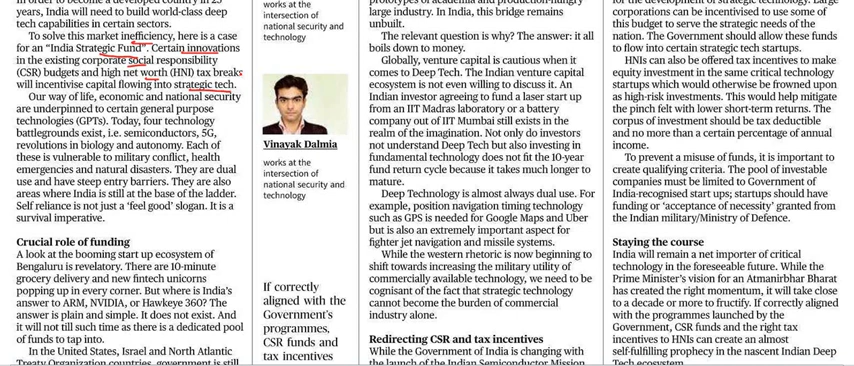 years, India will need to build world-class deep
tech capabilities in certain sectors.
To solve this market inefficiency, here is a case
for an “India Strategic Fund”. Certain innovations
in the existing corporate social responsibility
(CSR) budgets and high net worth (HNI) tax breaks
will incentivise capital flowing into strategic tech.
Our way of life, economic and national security
are underpinned to certain general purpose
technologies (GPTs). Today, four technology
battlegrounds exist, i.e. semiconductors, 5G,
revolutions in biology and autonomy. Each of
these is vulnerable to military conflict, health
emergencies and natural disasters. They are dual
use and have steep entry barriers. They are also
areas where India is still at the base of the ladder.
Self reliance is not just a ‘feel good’ slogan. It is a
survival imperative.
Crucial role of funding
A look at the booming start up ecosystem of
Bengaluru is revelatory. There are 10-minute
grocery delivery and new fintech unicorns
popping up in every corner. But where is India’s
answer to ARM, NVIDIA, or Hawkeye 360? The
answer is plain and simple. It does not exist. And
it will not till such time as there is a dedicated pool
of funds to tap into.
In the United States, Israel and North Atlantic
Treaty Organization countries, government is still
works at the
intersection of
national security and
technology
Vinayak Dalmia
works at the
intersection of
national security and
technology
If correctly
aligned with the
Government’s
programmes,
CSR funds and
tax incentives
prototypes of academia and production-hungry
large industry. In India, this bridge remains
unbuilt.
The relevant question is why? The answer: it all
boils down to money.
Globally, venture capital is cautious when it
comes to Deep Tech. The Indian venture capital
ecosystem is not even willing to discuss it. An
Indian investor agreeing to fund a laser start up
from an IIT Madras laboratory or a battery
company out of IIT Mumbai still exists in the
realm of the imagination. Not only do investors
not understand Deep Tech but also investing in
fundamental technology does not fit the 10-year
fund return cycle because it takes much longer to
mature.
Deep Technology is almost always dual use. For
example, position navigation timing technology
such as GPS is needed for Google Maps and Uber
but is also an extremely important aspect for
fighter jet navigation and missile systems.
While the western rhetoric is now beginning to
shift towards increasing the military utility of
commercially available technology, we need to be
cognisant of the fact that strategic technology
cannot become the burden of commercial
industry alone.
Redirecting CSR and tax incentives
While the Government of India is changing with
the launch of the Indian Semiconductor Mission
corporations can be incentivised to use some of
this budget to serve the strategic needs of the
nation. The Government should allow these funds
to flow into certain strategic tech startups.
HNIs can also be offered tax incentives to make
equity investment in the same critical technology
startups which would otherwise be frowned upon
as high-risk investments. This would help mitigate
the pinch felt with lower short-term returns. The
corpus of investment should be tax deductible
and no more than a certain percentage of annual
income.
To prevent a misuse of funds, it is important to
create qualifying criteria. The pool of investable
companies must be limited to Government of
India-recognised start ups; startups should have
funding or ‘acceptance of necessity’ granted from
the Indian military/Ministry of Defence.
Staying the course
India will remain a net importer of critical
technology in the foreseeable future. While the
Prime Minister’s vision for an Atmanirbhar Bharat
has created the right momentum, it will take close
to a decade or more to fructify. If correctly aligned
with the programmes launched by the
Government, CSR funds and the right tax
incentives to HNIs can create an almost
self-fulfilling prophecy in the nascent Indian Deep
Tech ecosystem.